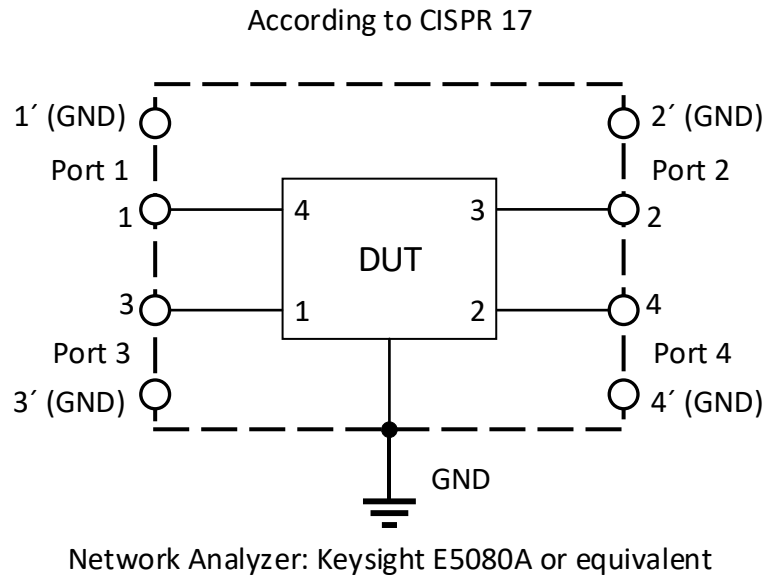 According to CISPR 17
1´ (GND)
2´ (GND)
Port 1
Port 2
1
4
3
2
DUT
3
1
2
4
Port 3
Port 4
3´ (GND)
4´ (GND)
GND
Network Analyzer: Keysight E5080A or equivalent